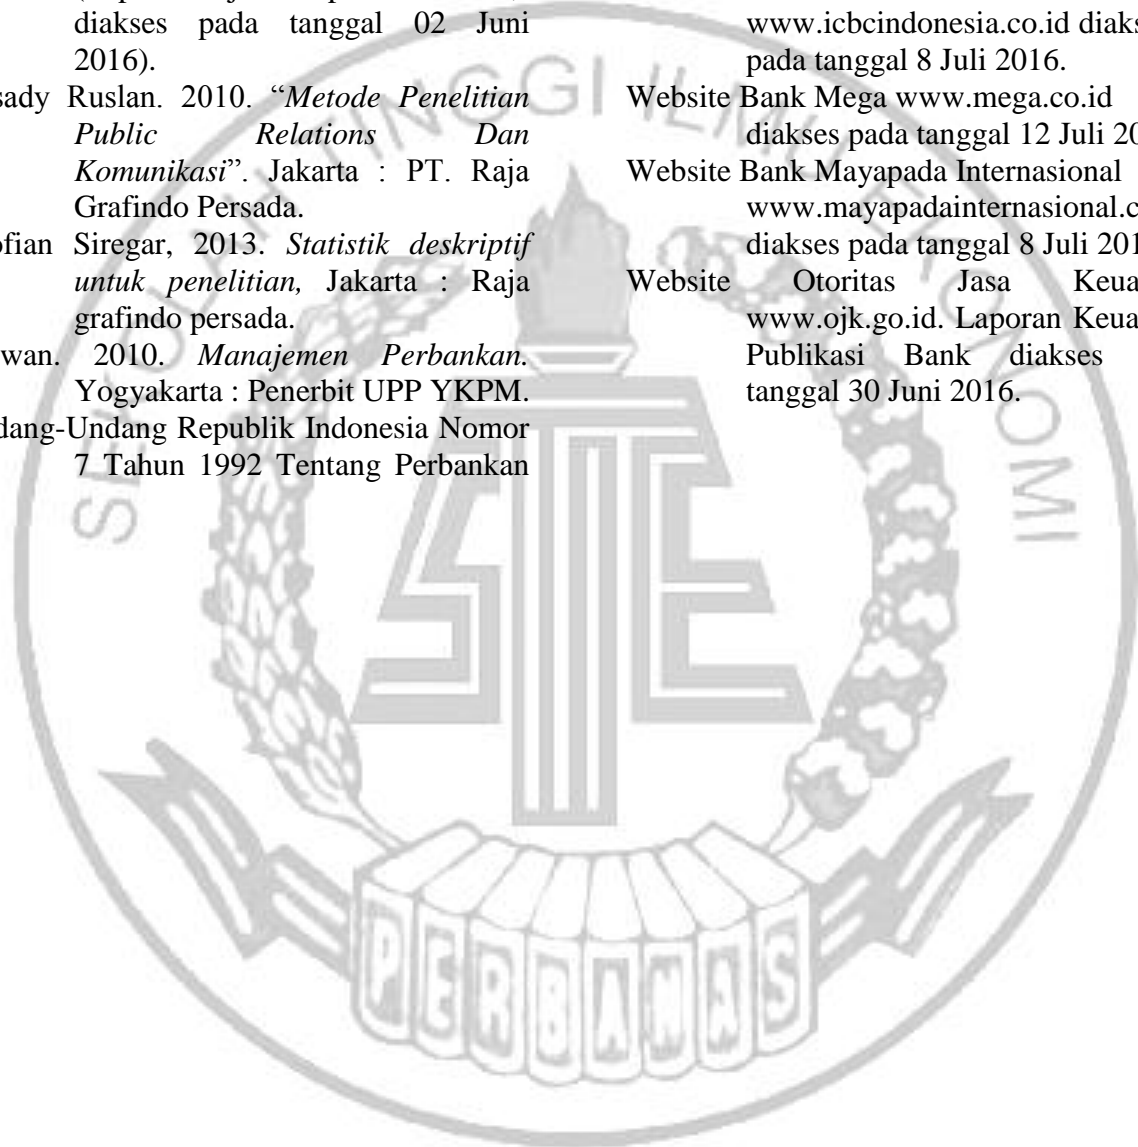 diakses pada tanggal 02 Juni
2016).
sady Ruslan. 2010. “Metode Penelitian
Public Relations Dan
Komunikasi”. Jakarta : PT. Raja
Grafindo Persada.
ofian Siregar, 2013. Statistik deskriptif
untuk penelitian, Jakarta : Raja
grafindo persada.
wan. 2010. Manajemen Perbankan.
Yogyakarta : Penerbit UPP YKPM.
dang-Undang Republik Indonesia Nomor
7 Tahun 1992 Tentang Perbankan
www.icbcindonesia.co.id diaks
pada tanggal 8 Juli 2016.
Website Bank Mega www.mega.co.id
diakses pada tanggal 12 Juli 20
Website Bank Mayapada Internasional
www.mayapadainternasional.c
diakses pada tanggal 8 Juli 201
Website Otoritas Jasa Keua
www.ojk.go.id. Laporan Keua
Publikasi Bank diakses
tanggal 30 Juni 2016.
SEKOLAH TINGGI ILMU EKONOMI
STIE
PERBANAS